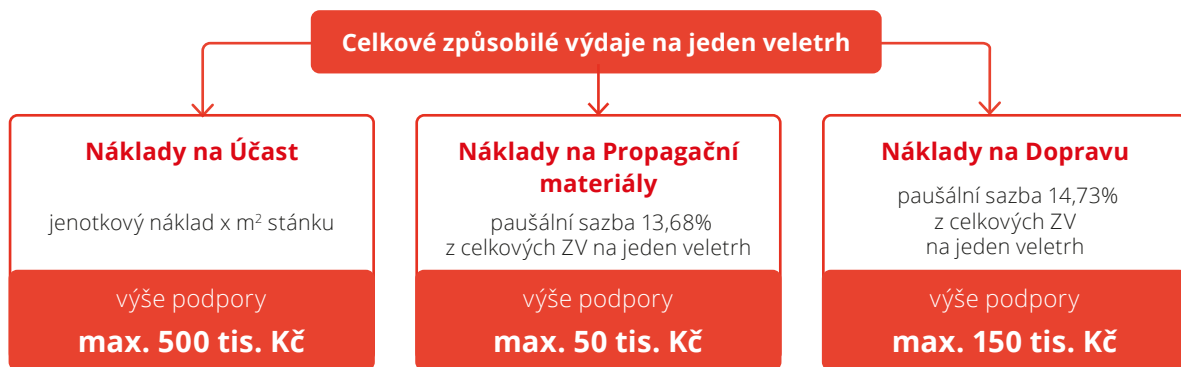 Celkové způsobilé výdaje na jeden veletrh
Náklady na Účast
jenotkový náklad x m² stánku
výše podpory
max. 500 tis. Kč
Náklady na Propagační
materiály
paušální sazba 13,68%
z celkových ZV na jeden veletrh
výše podpory
max. 50 tis. Kč
Náklady na Dopravu
paušální sazba 14,73%
z celkových ZV
na jeden veletrh
výše podpory
max. 150 tis. Kč